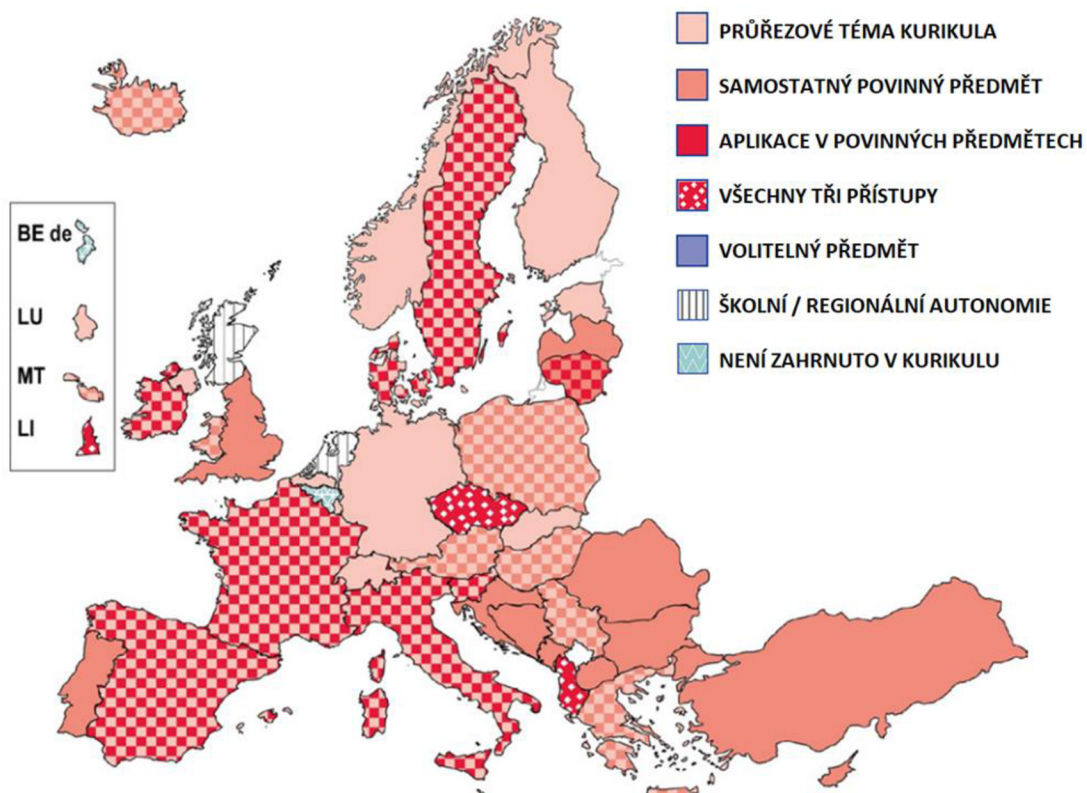 PRŮŘEZOVÉ TÉMA KURIKULA
SAMOSTATNÝ POVINNÝ PŘEDMĚT
APLIKACE V POVINNÝCH PŘEDMĚTECH
VŠECHNY TŘI PŘÍSTUPY
VOLITELNÝ PŘEDMĚT
ŠKOLNÍ / REGIONÁLNÍ AUTONOMIE
NENÍ ZAHRNUTO V KURIKULU
BE de
LU
MT
LI